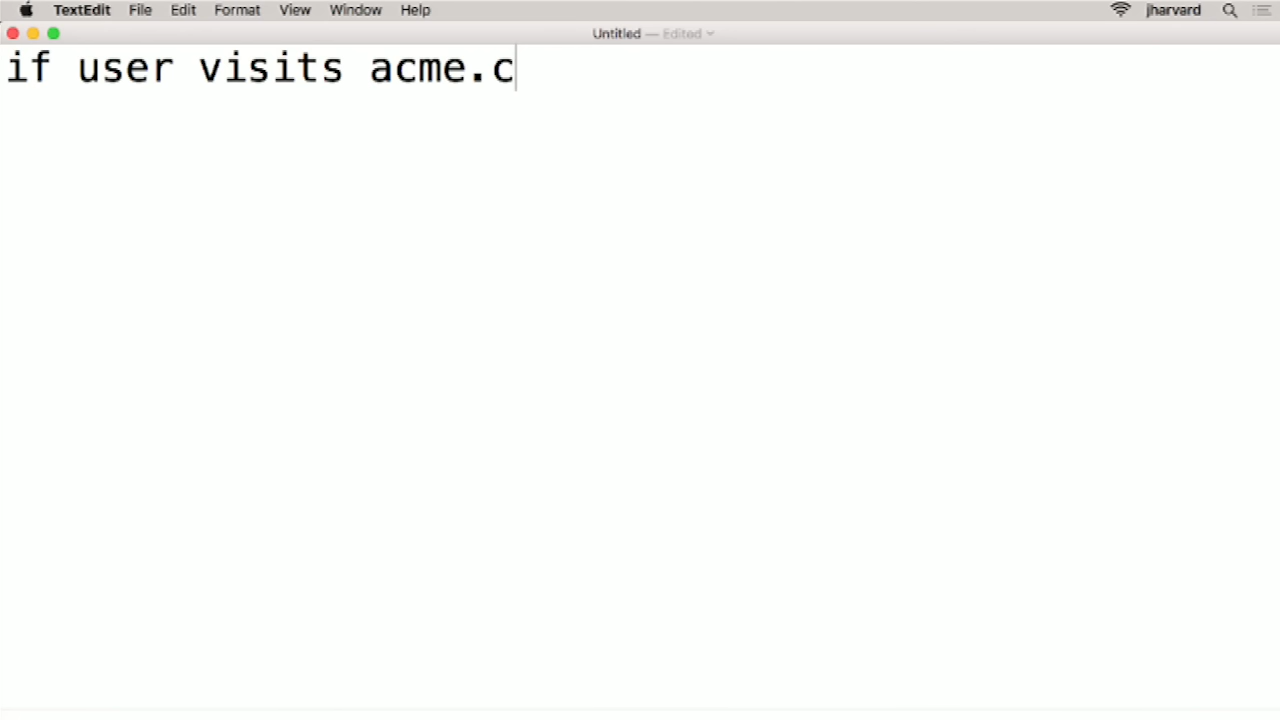 TextEdit File Edit Format View Window Help jharvard
Untitled — Edited
if user visits acme.c